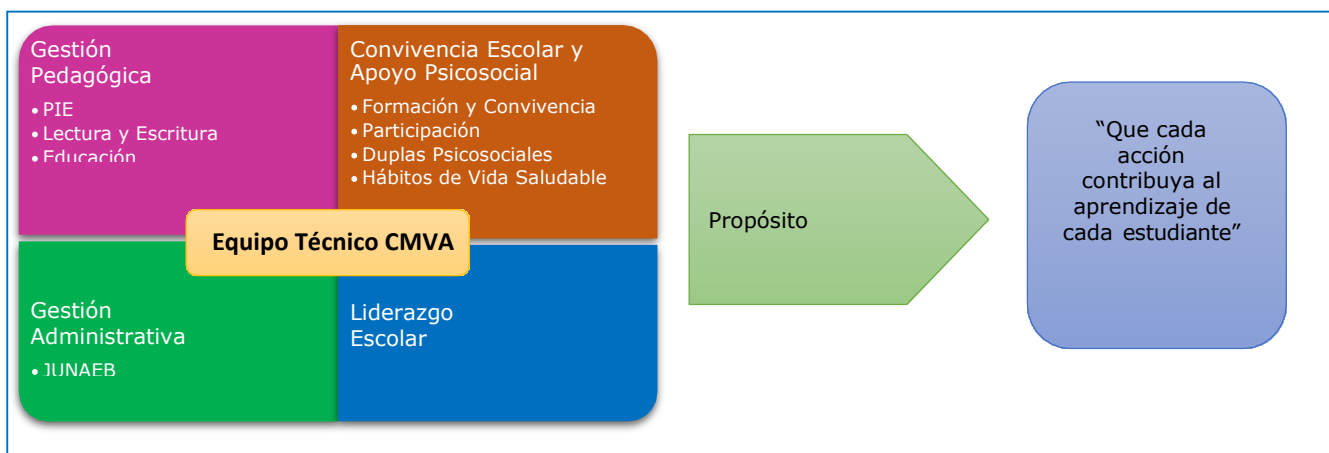 Gestión
Pedagógica
• PIE
• Lectura y Escritura
• Educación
Convivencia Escolar y
Apoyo Psicosocial
• Formación y Convivencia
• Participación
• Duplas Psicosociales
• Hábitos de Vida Saludable
Equipo Técnico CMVA
Gestión
Administrativa
• JUNAEB
Liderazgo
Escolar
Propósito
“Que cada
acción
contribuya al
aprendizaje de
cada estudiante”